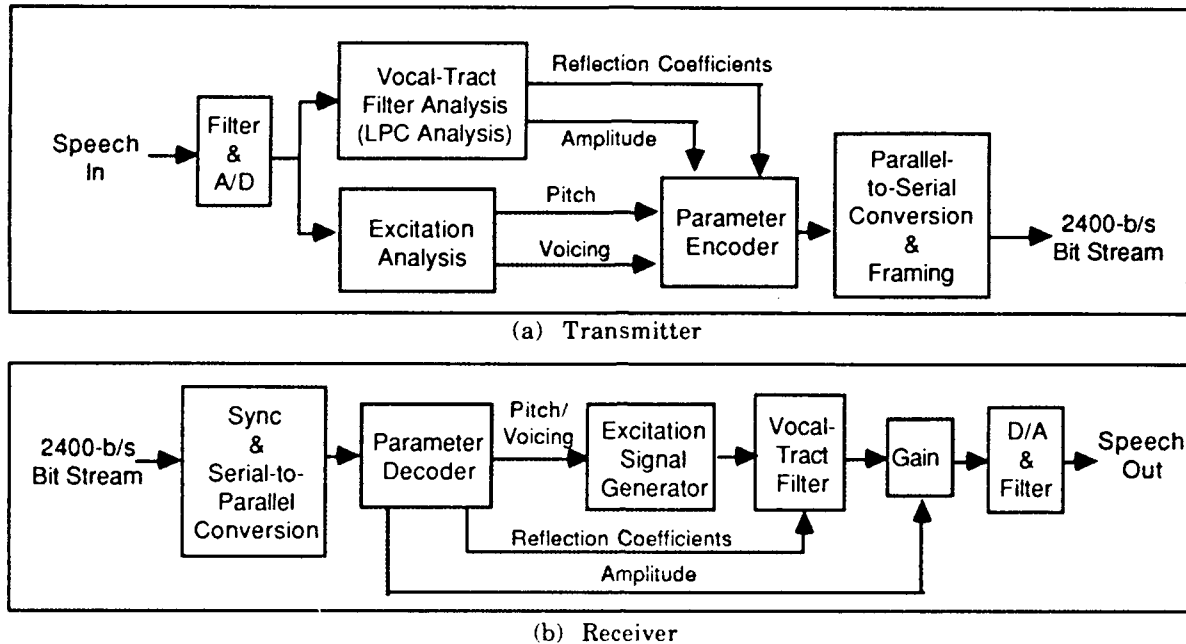 Speech
In
Filter
&
A/D
Vocal-Tract
Filter Analysis
(LPC Analysis)
Reflection Coefficients
Amplitude
Excitation
Analysis
Pitch
Voicing
Parameter
Encoder
Parallel-
to-Serial
Conversion
&
Framing
2400-b/s
Bit Stream
(a) Transmitter
2400-b/s
Bit Stream
Sync
&
Serial-to-
Parallel
Conversion
Parameter
Decoder
Pitch/
Voicing
Excitation
Signal
Generator
Vocal-
Tract
Filter
Gain
D/A
&
Filter
Speech
Out
Reflection Coefficients
Amplitude
(b) Receiver